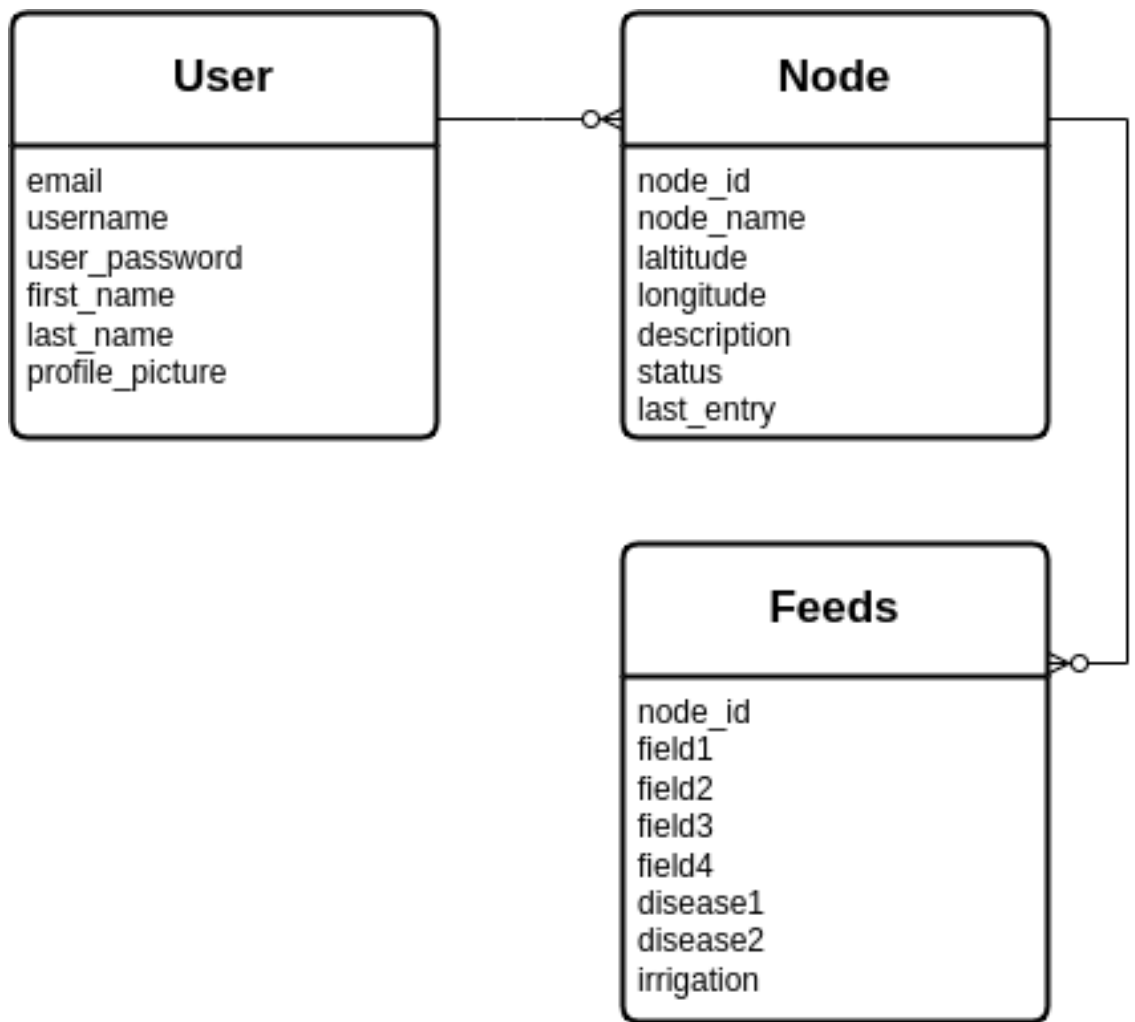 User
email
username
user_password
first_name
last_name
profile_picture
Node
node_id
node_name
laltitude
longitude
description
status
last_entry
Feeds
node_id
field1
field2
field3
field4
disease1
disease2
irrigation